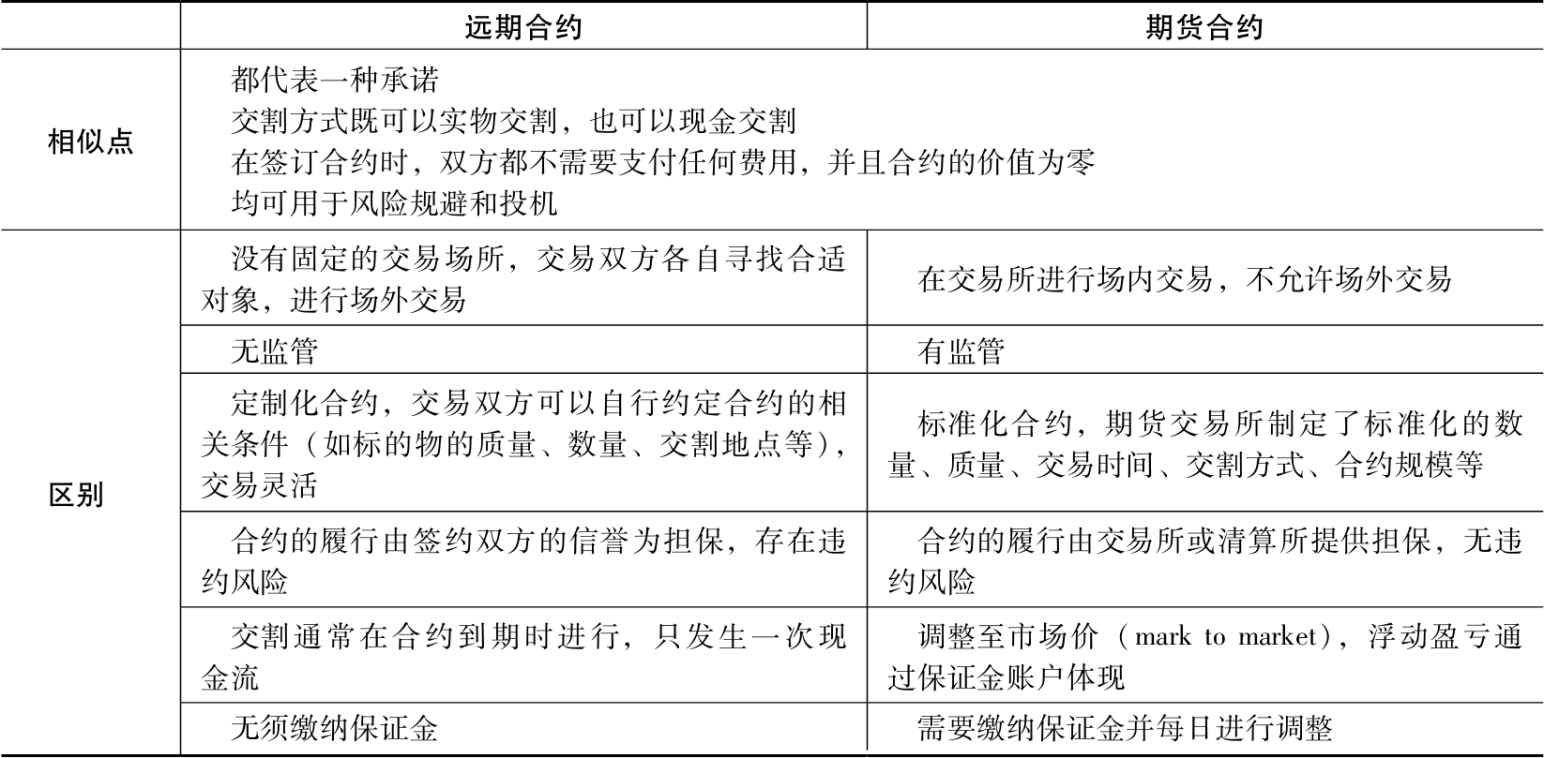 远期合约 期货合约
相似点
都代表一种承诺
交割方式既可以实物交割，也可以现金交割
在签订合约时，双方都不需要支付任何费用，并且合约的价值为零
均可用于风险规避和投机
区别
没有固定的交易场所，交易双方各自寻找合适
对象，进行场外交易
在交易所进行场内交易，不允许场外交易
无监管
有监管
定制化合约，交易双方可以自行约定合约的相
关条件（如标的物的质量、数量、交割地点等），
交易灵活
标准化合约，期货交易所制定了标准化的数
量、质量、交易时间、交割方式、合约规模等
合约的履行由签约双方的信誉为担保，存在违
约风险
合约的履行由交易所或清算所提供担保，无违
约风险
交割通常在合约到期时进行，只发生一次现
金流
调整至市场价（mark to market），浮动盈亏通
过保证金账户体现
无须缴纳保证金
需要缴纳保证金并每日进行调整